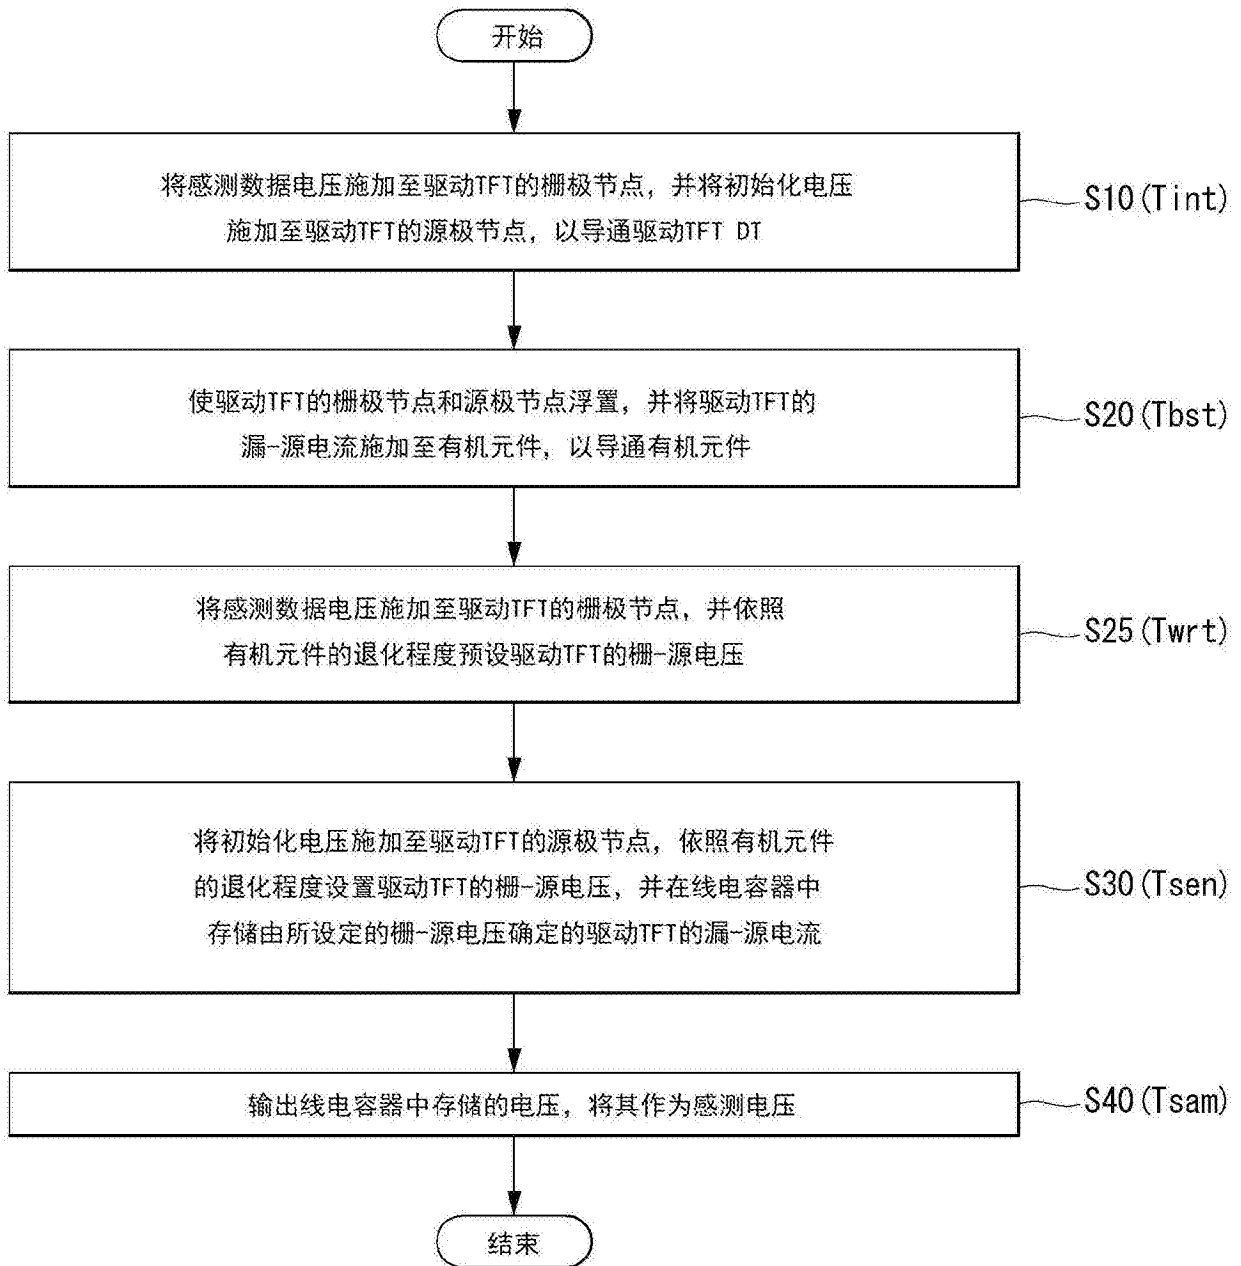 开始
将感测数据电压施加至驱动TFT的栅极节点，并将初始化电压
施加至驱动TFT的源极节点，以导通驱动TFT DT
S10(Tint)
使驱动TFT的栅极节点和源极节点浮置，并将驱动TFT的
漏-源电流施加至有机元件，以导通有机元件
S20(Tbst)
将感测数据电压施加至驱动TFT的栅极节点，并依照
有机元件的退化程度预设驱动TFT的栅-源电压
S25(Twrt)
将初始化电压施加至驱动TFT的源极节点，依照有机元件
的退化程度设置驱动TFT的栅-源电压，并在线电容器中
存储由所设定的栅-源电压确定的驱动TFT的漏-源电流
S30(Tsen)
输出线电容器中存储的电压，将其作为感测电压
S40(Tsam)
结束